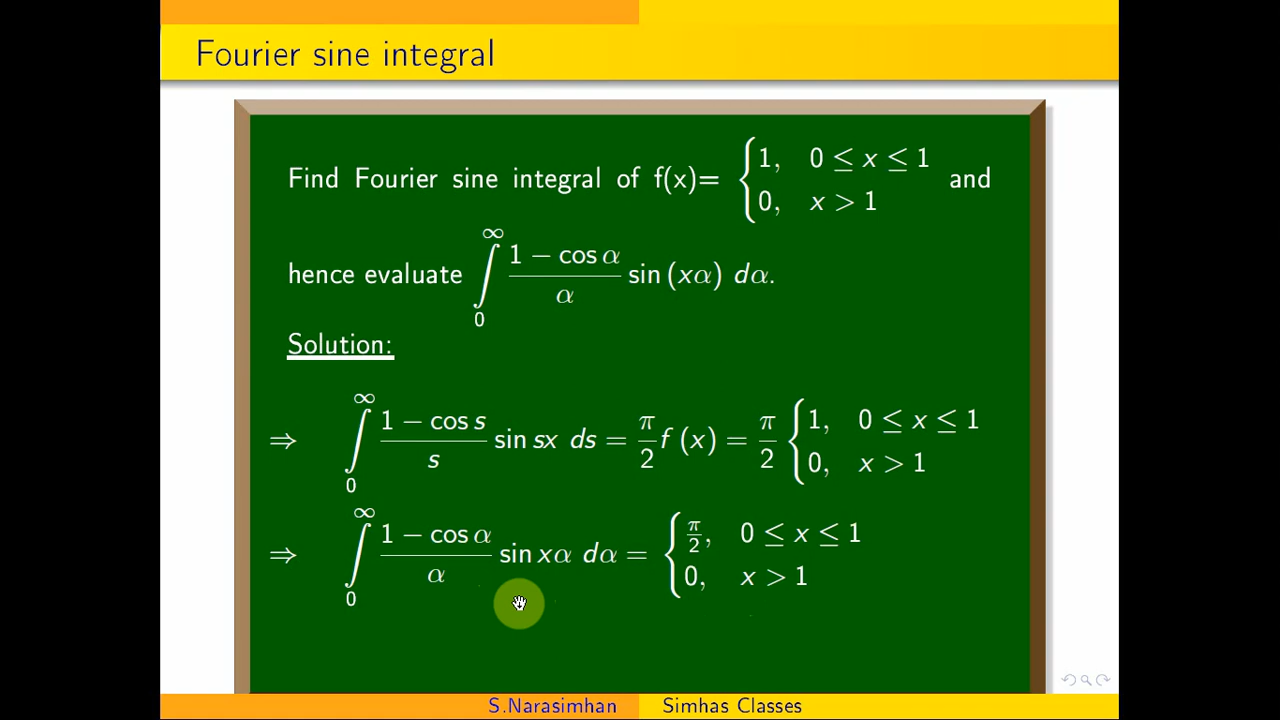 Fourier sine integral
Find Fourier sine integral of f(x)= { 1, 0 ≤ x ≤ 1
0, x > 1 and
hence evaluate ∫₀^∞ (1 − cos α)/α sin (xα) dα.
Solution:
⇒ ∫₀^∞ (1 − cos s)/s sin sx ds = π/2 f (x) = π/2 { 1, 0 ≤ x ≤ 1
0, x > 1
⇒ ∫₀^∞ (1 − cos α)/α sin xα dα = { π/2, 0 ≤ x ≤ 1
0, x > 1
S.Narasimhan Simhas Classes